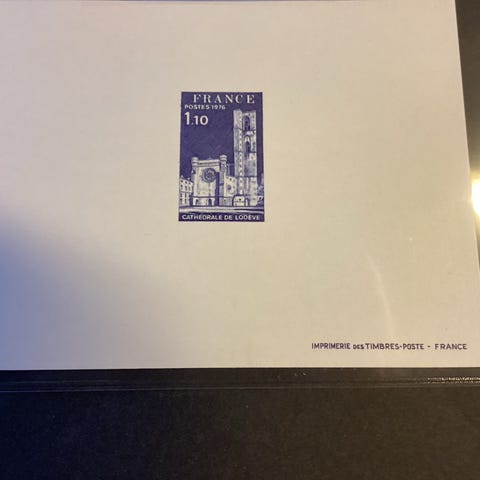 FRANCE
POSTES 1976
1.10
CATHÉDRALE DE LODÈVE
IMPRIMERIE DES TIMBRES-POSTE - FRANCE